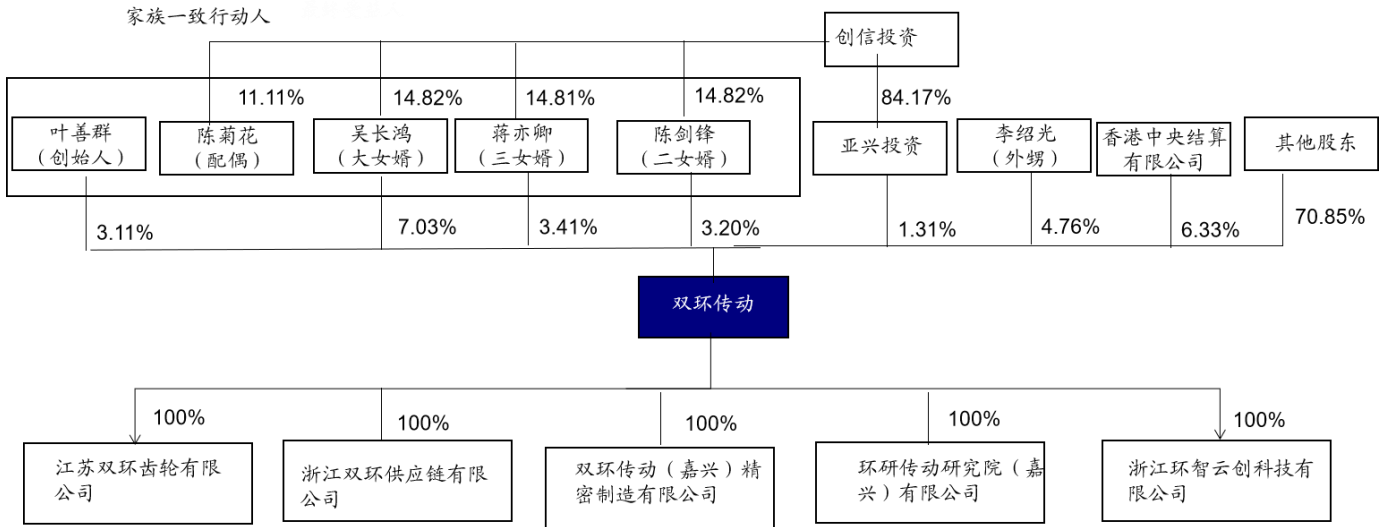 家族一致行动人
创信投资
11.11%
14.82%
14.81%
14.82%
84.17%
叶善群
（创始人）
陈菊花
（配偶）
吴长鸿
（大女婿）
蒋亦卿
（三女婿）
陈剑锋
（二女婿）
亚兴投资
李绍光
（外甥）
香港中央结算
有限公司
其他股东
3.11%
7.03%
3.41%
3.20%
1.31%
4.76%
6.33%
70.85%
双环传动
100%
100%
100%
100%
100%
江苏双环齿轮有限
公司
浙江双环供应链有限
公司
双环传动（嘉兴）精
密制造有限公司
环研传动研究院（嘉
兴）有限公司
浙江环智云创科技有
限公司